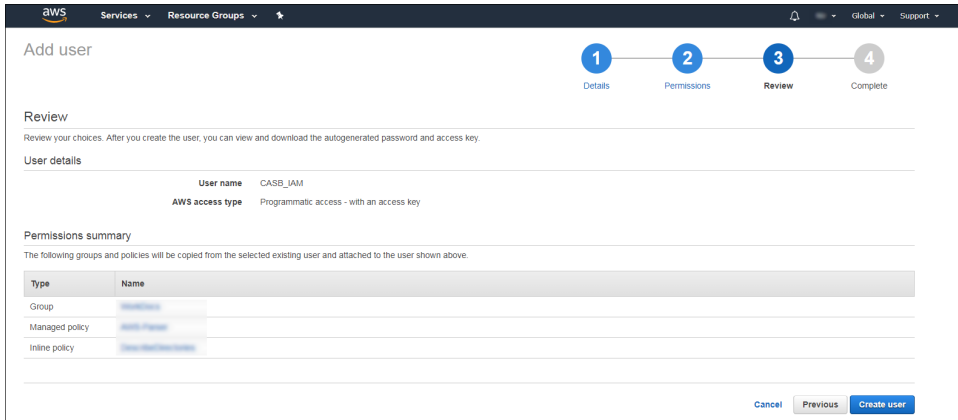 aws Services Resource Groups Global Support
Add user
1 2 3 4
Details Permissions Review Complete
Review
Review your choices. After you create the user, you can view and download the autogenerated password and access key.
User details
User name CASB_IAM
AWS access type Programmatic access - with an access key
Permissions summary
The following groups and policies will be copied from the selected existing user and attached to the user shown above.
Type Name
Group
Managed policy
Inline policy
Cancel Previous Create user